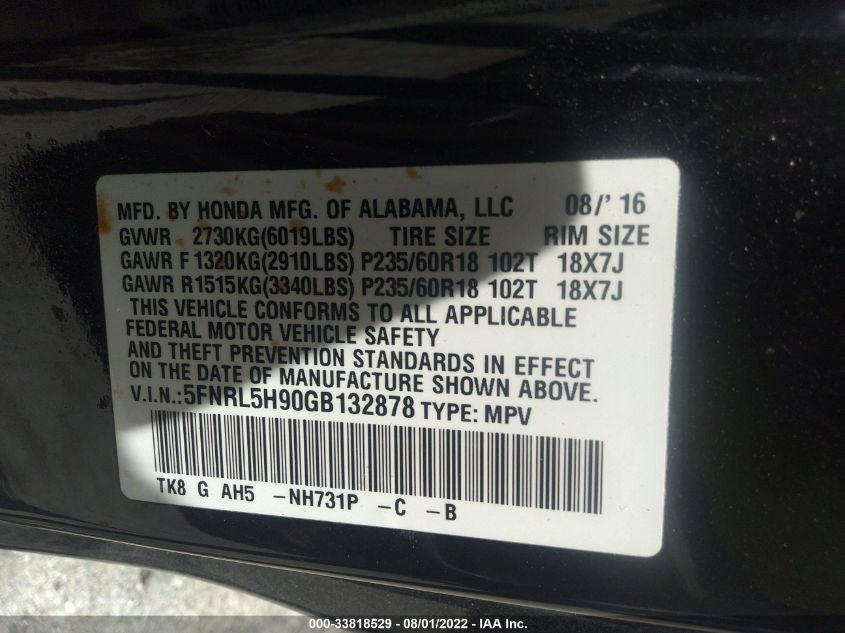 MFD. BY HONDA MFG. OF ALABAMA, LLC 08/' 16
GVWR 2730KG(6019LBS) TIRE SIZE RIM SIZE
GAWR F 1320KG(2910LBS) P235/60R18 102T 18X7J
GAWR R1515KG(3340LBS) P235/60R18 102T 18X7J
THIS VEHICLE CONFORMS TO ALL APPLICABLE
FEDERAL MOTOR VEHICLE SAFETY
AND THEFT PREVENTION STANDARDS IN EFFECT
ON THE DATE OF MANUFACTURE SHOWN ABOVE.
V.I.N.:5FNRL5H90GB132878 TYPE: MPV
TK8 G AH5 -NH731P -C -B
000-33818529 - 08/01/2022 - IAA Inc.